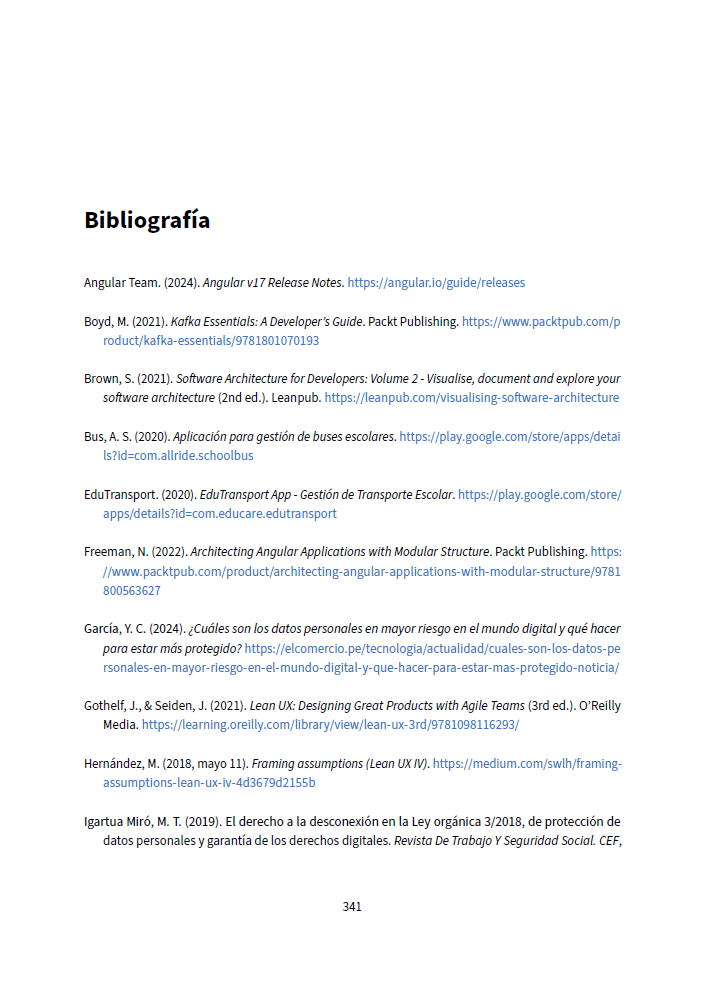 Bibliografía
Angular Team. (2024). Angular v17 Release Notes. https://angular.io/guide/releases
Boyd, M. (2021). Kafka Essentials: A Developer’s Guide. Packt Publishing. https://www.packtpub.com/p
roduct/kafka-essentials/9781801070193
Brown, S. (2021). Software Architecture for Developers: Volume 2 - Visualise, document and explore your
software architecture (2nd ed.). Leanpub. https://leanpub.com/visualising-software-architecture
Bus, A. S. (2020). Aplicación para gestión de buses escolares. https://play.google.com/store/apps/detai
ls?id=com.allride.schoolbus
EduTransport. (2020). EduTransport App - Gestión de Transporte Escolar. https://play.google.com/store/
apps/details?id=com.educare.edutransport
Freeman, N. (2022). Architecting Angular Applications with Modular Structure. Packt Publishing. https:
//www.packtpub.com/product/architecting-angular-applications-with-modular-structure/9781
800563627
García, Y. C. (2024). ¿Cuáles son los datos personales en mayor riesgo en el mundo digital y qué hacer
para estar más protegido? https://elcomercio.pe/tecnologia/actualidad/cuales-son-los-datos-pe
rsonales-en-mayor-riesgo-en-el-mundo-digital-y-que-hacer-para-estar-mas-protegido-noticia/
Gothelf, J., & Seiden, J. (2021). Lean UX: Designing Great Products with Agile Teams (3rd ed.). O’Reilly
Media. https://learning.oreilly.com/library/view/lean-ux-3rd/9781098116293/
Hernández, M. (2018, mayo 11). Framing assumptions (Lean UX IV). https://medium.com/swlh/framing-
assumptions-lean-ux-iv-4d3679d2155b
Igartua Miró, M. T. (2019). El derecho a la desconexión en la Ley orgánica 3/2018, de protección de
datos personales y garantía de los derechos digitales. Revista De Trabajo Y Seguridad Social. CEF,
341